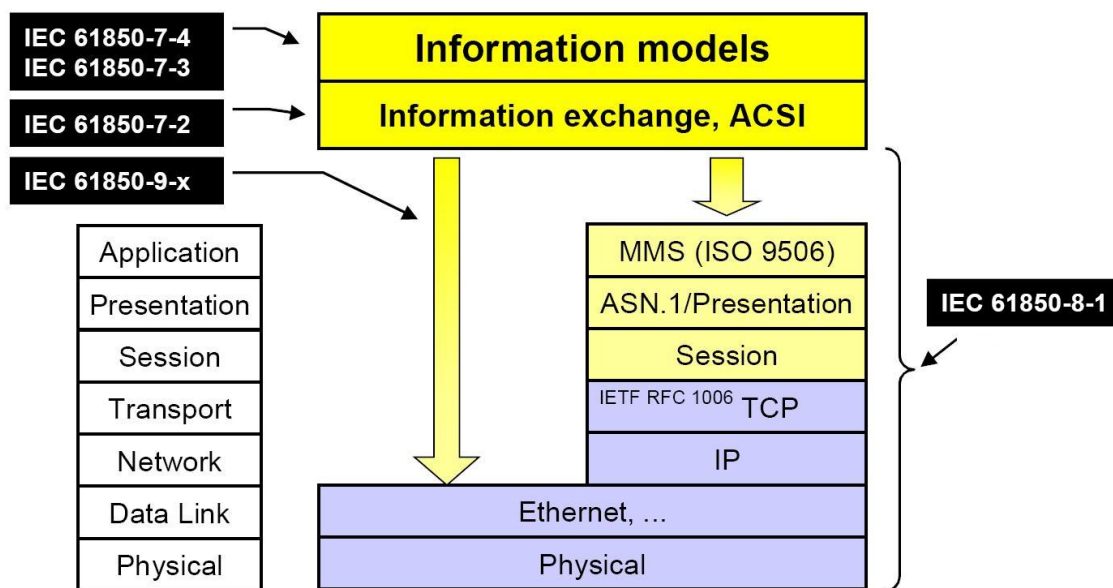 IEC 61850-7-4
IEC 61850-7-3
Information models
IEC 61850-7-2
Information exchange, ACSI
IEC 61850-9-x
Application
Presentation
Session
Transport
Network
Data Link
Physical
MMS (ISO 9506)
ASN.1/Presentation
Session
IETF RFC 1006 TCP
IP
Ethernet, ...
Physical
IEC 61850-8-1